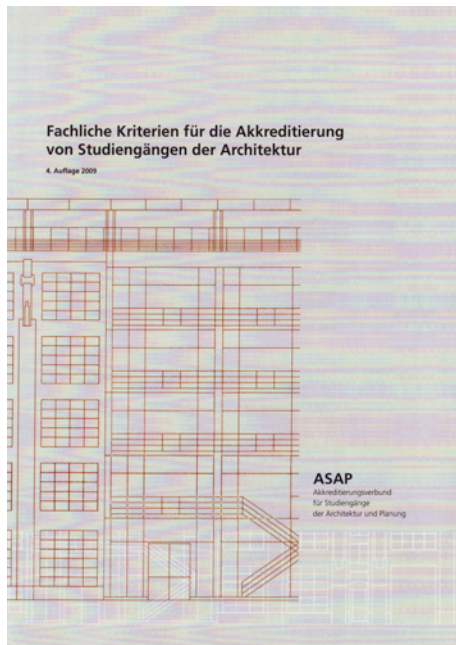 Fachliche Kriterien für die Akkreditierung
von Studiengängen der Architektur
4. Auflage 2009
ASAP
Akkreditierungsverbund
für Studiengänge
der Architektur und Planung